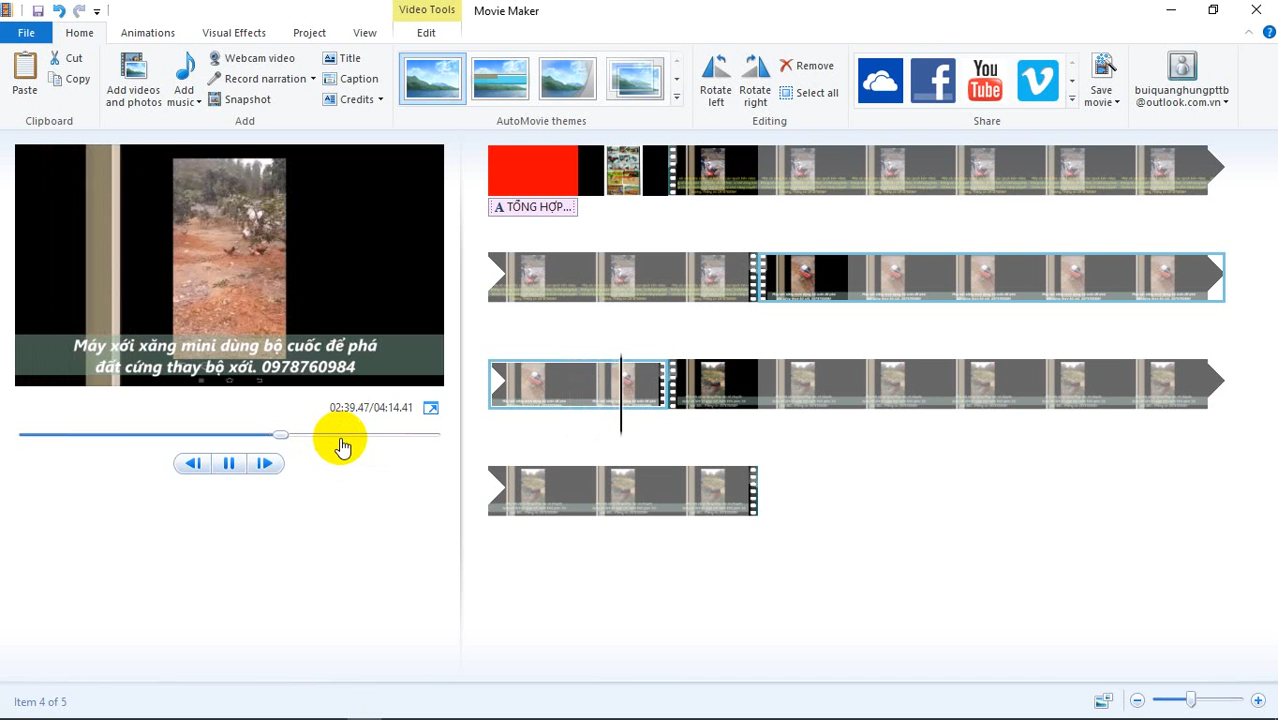 Video Tools
Movie Maker
File
Home
Animations
Visual Effects
Project
View
Edit
Paste
Cut
Copy
Clipboard
Add videos
and photos
Add
music
Webcam video
Record narration
Snapshot
Title
Caption
Credits
Add
AutoMovie themes
Rotate
left
Rotate
right
Remove
Select all
Editing
You
Tube
Share
Save
movie
buiquanghungpttb
@outlook.com.vn
Máy xới xăng mini dùng bộ cuốc để phá
đất cứng thay bộ xới. 0978760984
02:39.47/04:14.41
A TỔNG HỢP...
Item 4 of 5